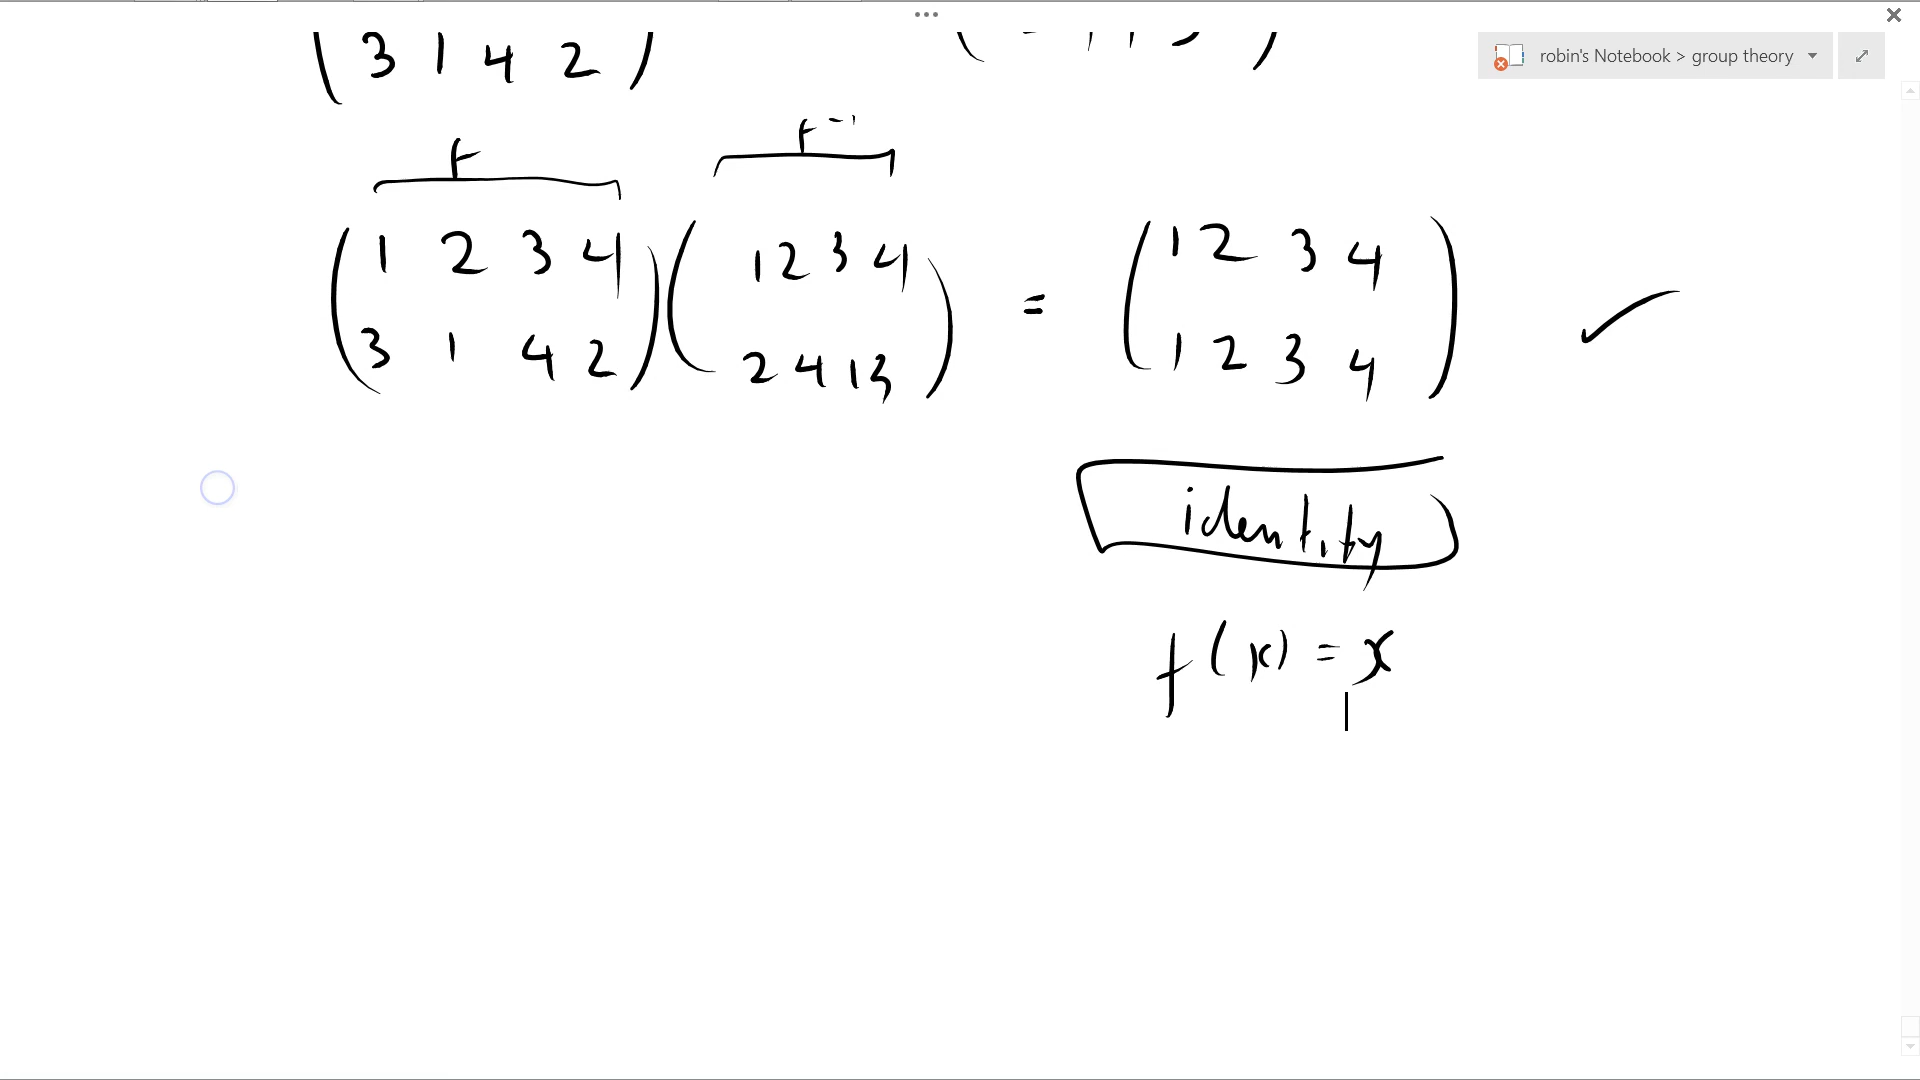 robin's Notebook > group theory
( 3 1 4 2 )
f f⁻¹
( 1 2 3 4 ) ( 1 2 3 4 ) = ( 1 2 3 4 )
( 3 1 4 2 ) ( 2 4 1 3 ) ( 1 2 3 4 )
identity
f(x) = x